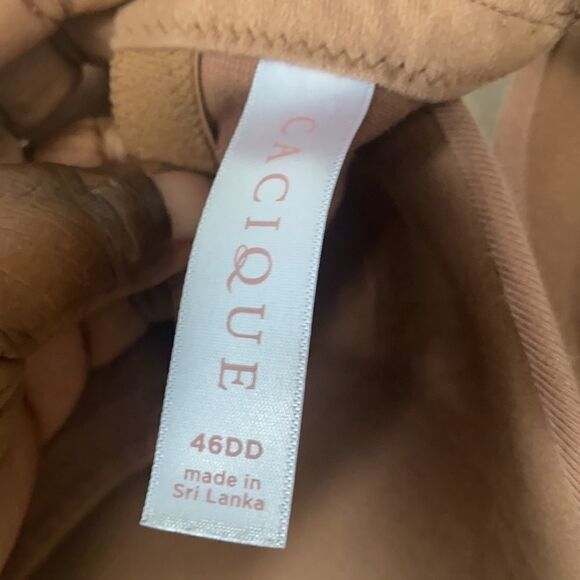 CACIQUE
46DD
made in
Sri Lanka